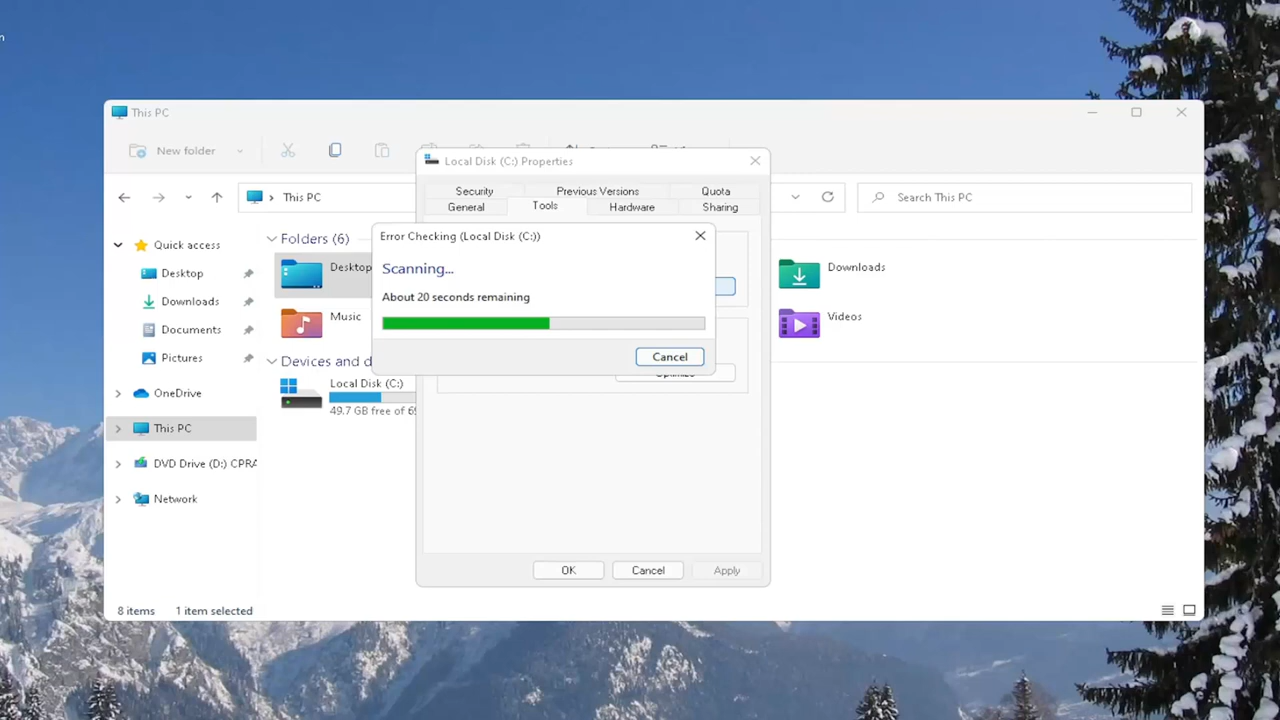 n
This PC
New folder
Local Disk (C:) Properties
Security
Previous Versions
Quota
General
Tools
Hardware
Sharing
This PC
Search This PC
Error Checking (Local Disk (C:))
Scanning...
About 20 seconds remaining
Cancel
Quick access
Desktop
Downloads
Documents
Pictures
OneDrive
This PC
DVD Drive (D:) CPRA
Network
Folders (6)
Desktop
Downloads
Music
Videos
Devices and d
Local Disk (C:)
49.7 GB free of 69
OK
Cancel
Apply
8 items
1 item selected